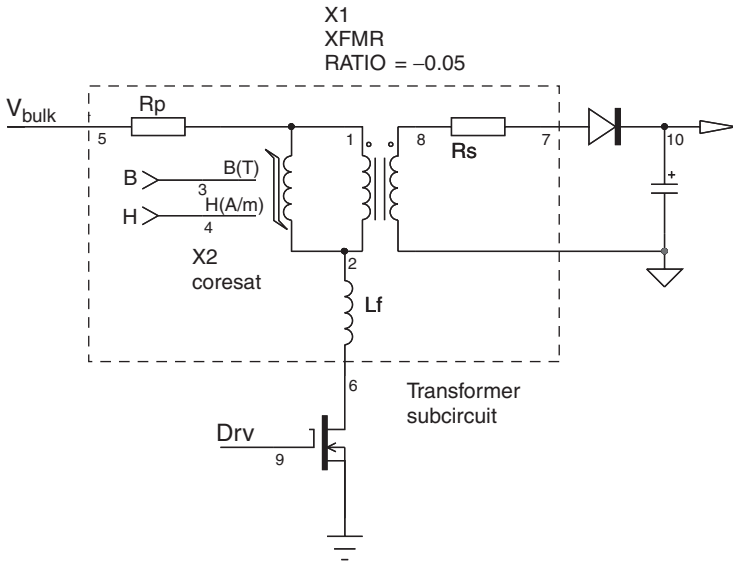 X1
XFMR
RATIO = –0.05
Vbulk
5
Rp
1
8
Rs
7
10
+
B
3
B(T)
H
4
H(A/m)
X2
coresat
2
Lf
6
Transformer
subcircuit
Drv
9